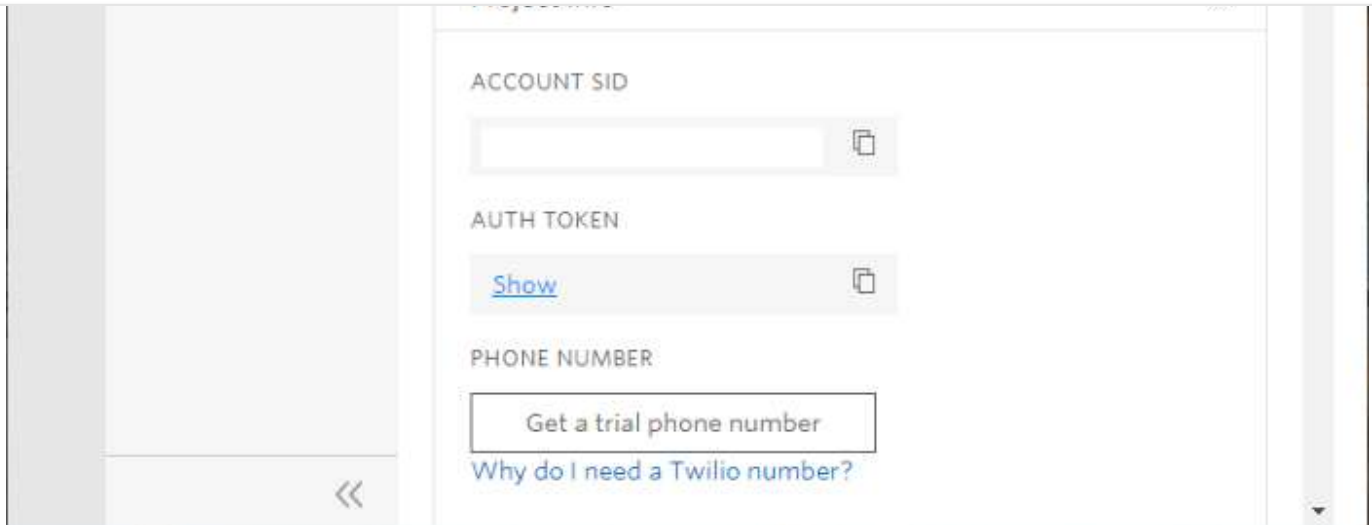 ACCOUNT SID
AUTH TOKEN
Show
PHONE NUMBER
Get a trial phone number
Why do I need a Twilio number?